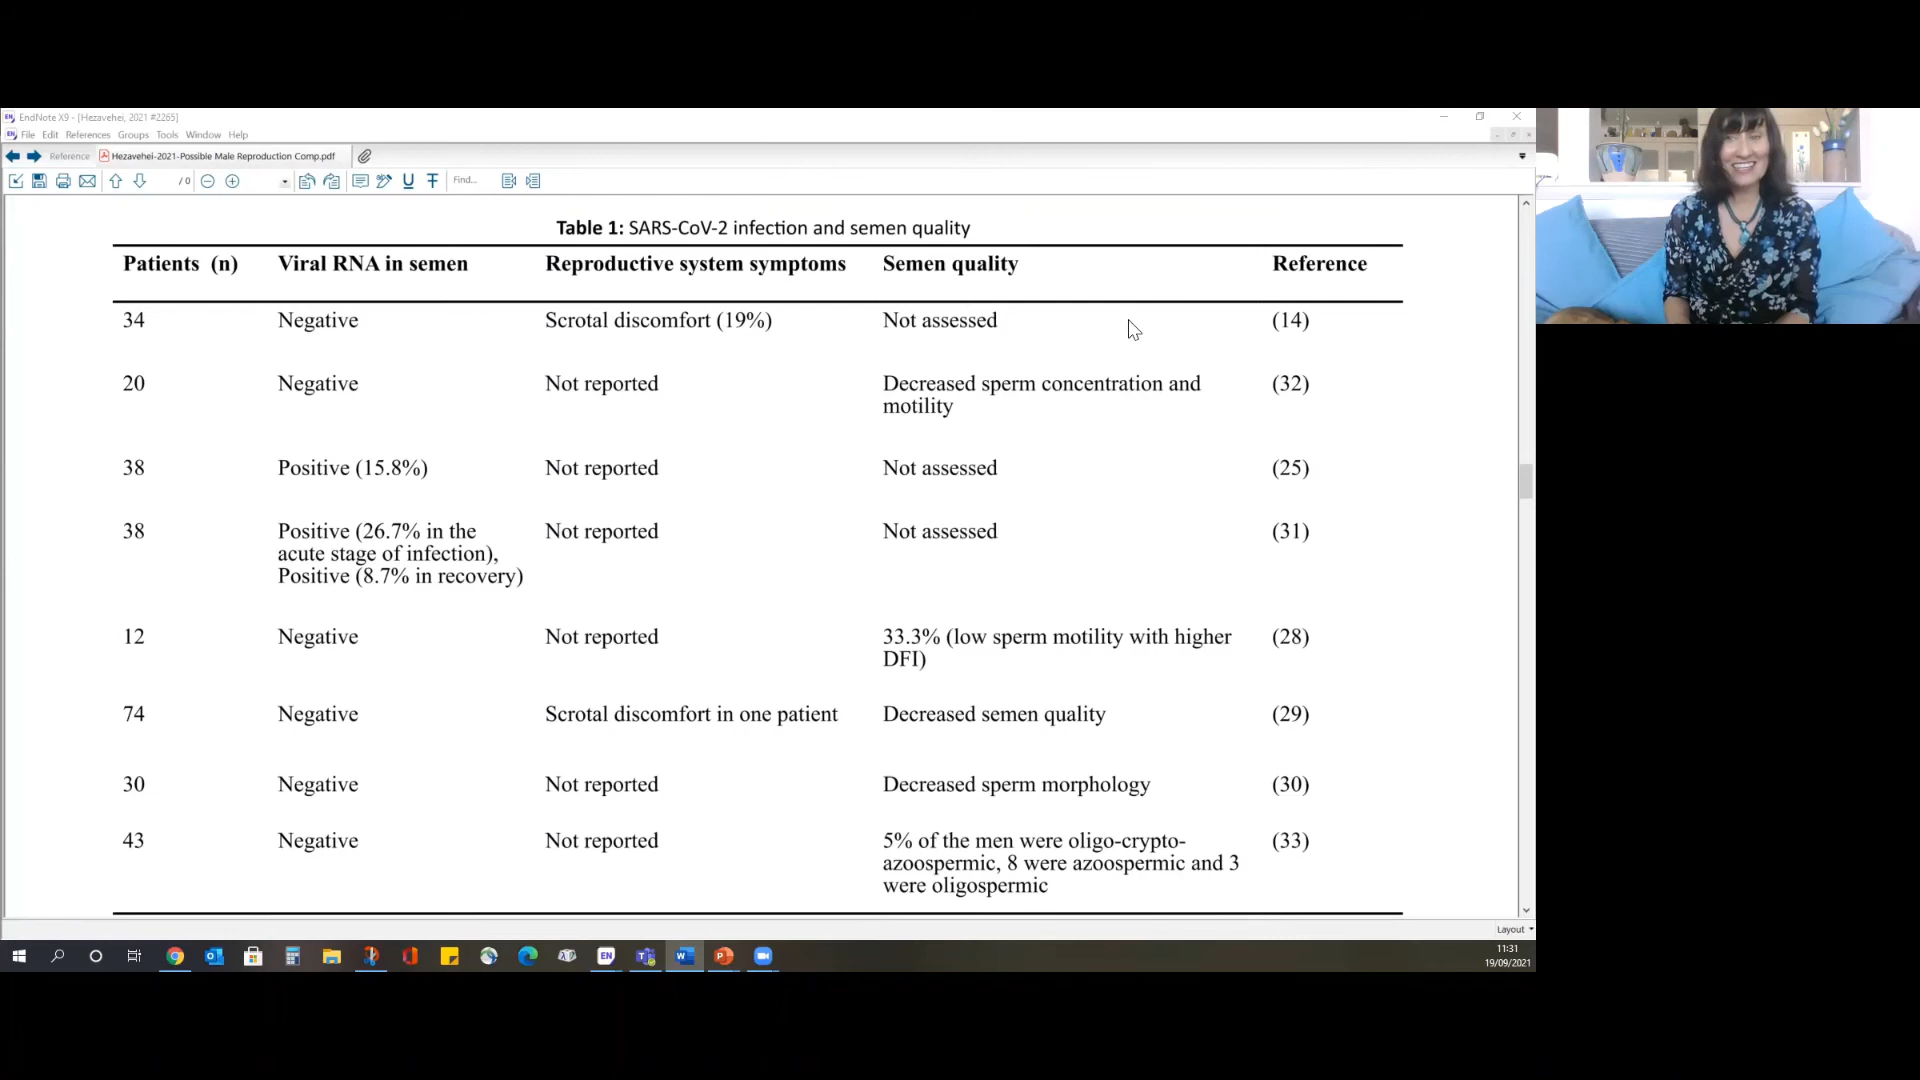 EndNote X9 - [Hezavehei, 2021 #2265]
File Edit References Groups Tools Window Help
Reference Hezavehei-2021-Possible Male Reproduction Comp.pdf
/0 Find...
Table 1: SARS-CoV-2 infection and semen quality
Patients (n) Viral RNA in semen Reproductive system symptoms Semen quality Reference
34 Negative Scrotal discomfort (19%) Not assessed (14)
20 Negative Not reported Decreased sperm concentration and (32)
motility
38 Positive (15.8%) Not reported Not assessed (25)
38 Positive (26.7% in the Not reported Not assessed (31)
acute stage of infection),
Positive (8.7% in recovery)
12 Negative Not reported 33.3% (low sperm motility with higher (28)
DFI)
74 Negative Scrotal discomfort in one patient Decreased semen quality (29)
30 Negative Not reported Decreased sperm morphology (30)
43 Negative Not reported 5% of the men were oligo-crypto- (33)
azoospermic, 8 were azoospermic and 3
were oligospermic
Layout
11:31
19/09/2021